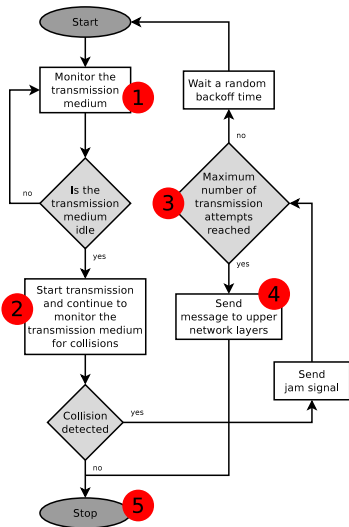 Start
Monitor the
transmission
medium
1
no
Is the
transmission
medium
idle
yes
2
Start transmission
and continue to
monitor the
transmission medium
for collisions
Collision
detected
yes
no
Stop
5
Wait a random
backoff time
no
3
Maximum
number of
transmission
attempts
reached
yes
4
Send
message to upper
network layers
Send
jam signal